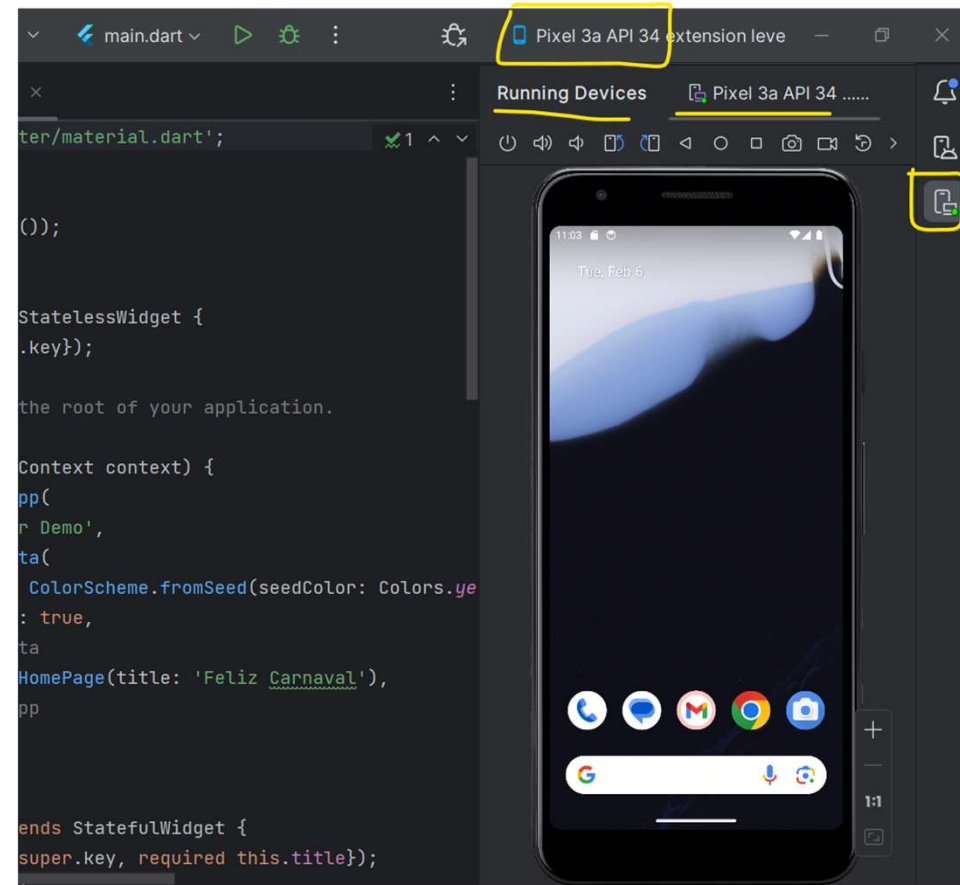 main.dart
Pixel 3a API 34 extension leve
Running Devices
Pixel 3a API 34 ......
ter/material.dart';
1
());
StatelessWidget {
.key});
the root of your application.
Context context) {
pp(
r Demo',
ta(
ColorScheme.fromSeed(seedColor: Colors.ye
: true,
ta
HomePage(title: 'Feliz Carnaval'),
pp
ends StatefulWidget {
super.key, required this.title});
11:03
Tue, Feb 6
G
1:1